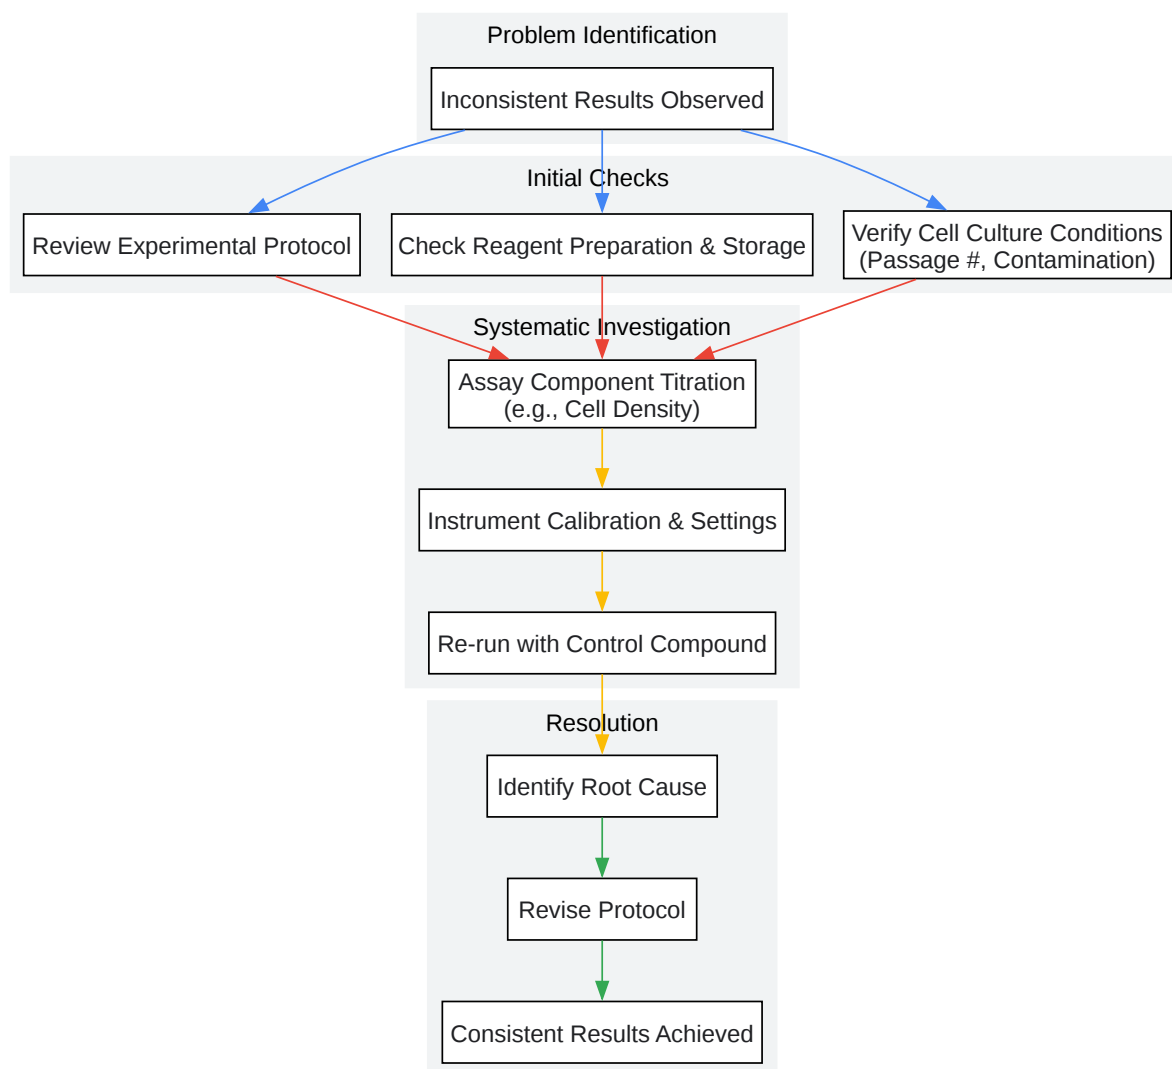 Problem Identification
Inconsistent Results Observed
Initial Checks
Review Experimental Protocol
Check Reagent Preparation & Storage
Verify Cell Culture Conditions
(Passage #, Contamination)
Systematic Investigation
Assay Component Titration
(e.g., Cell Density)
Instrument Calibration & Settings
Re-run with Control Compound
Resolution
Identify Root Cause
Revise Protocol
Consistent Results Achieved